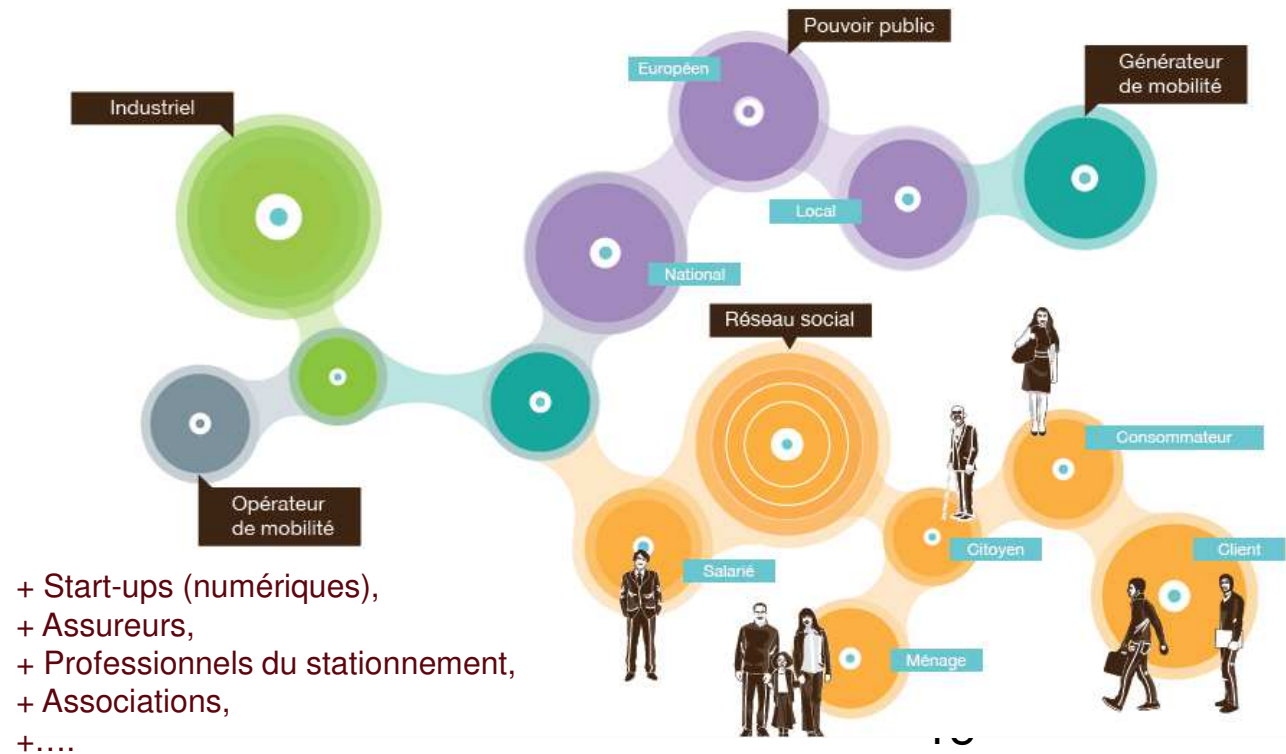 Pouvoir public
Européen
Générateur
de mobilité
Industriel
Local
National
Réseau social
Consommateur
Opérateur
de mobilité
Citoyen
Client
Salarié
Ménage
+ Start-ups (numériques),
+ Assureurs,
+ Professionnels du stationnement,
+ Associations,
+....